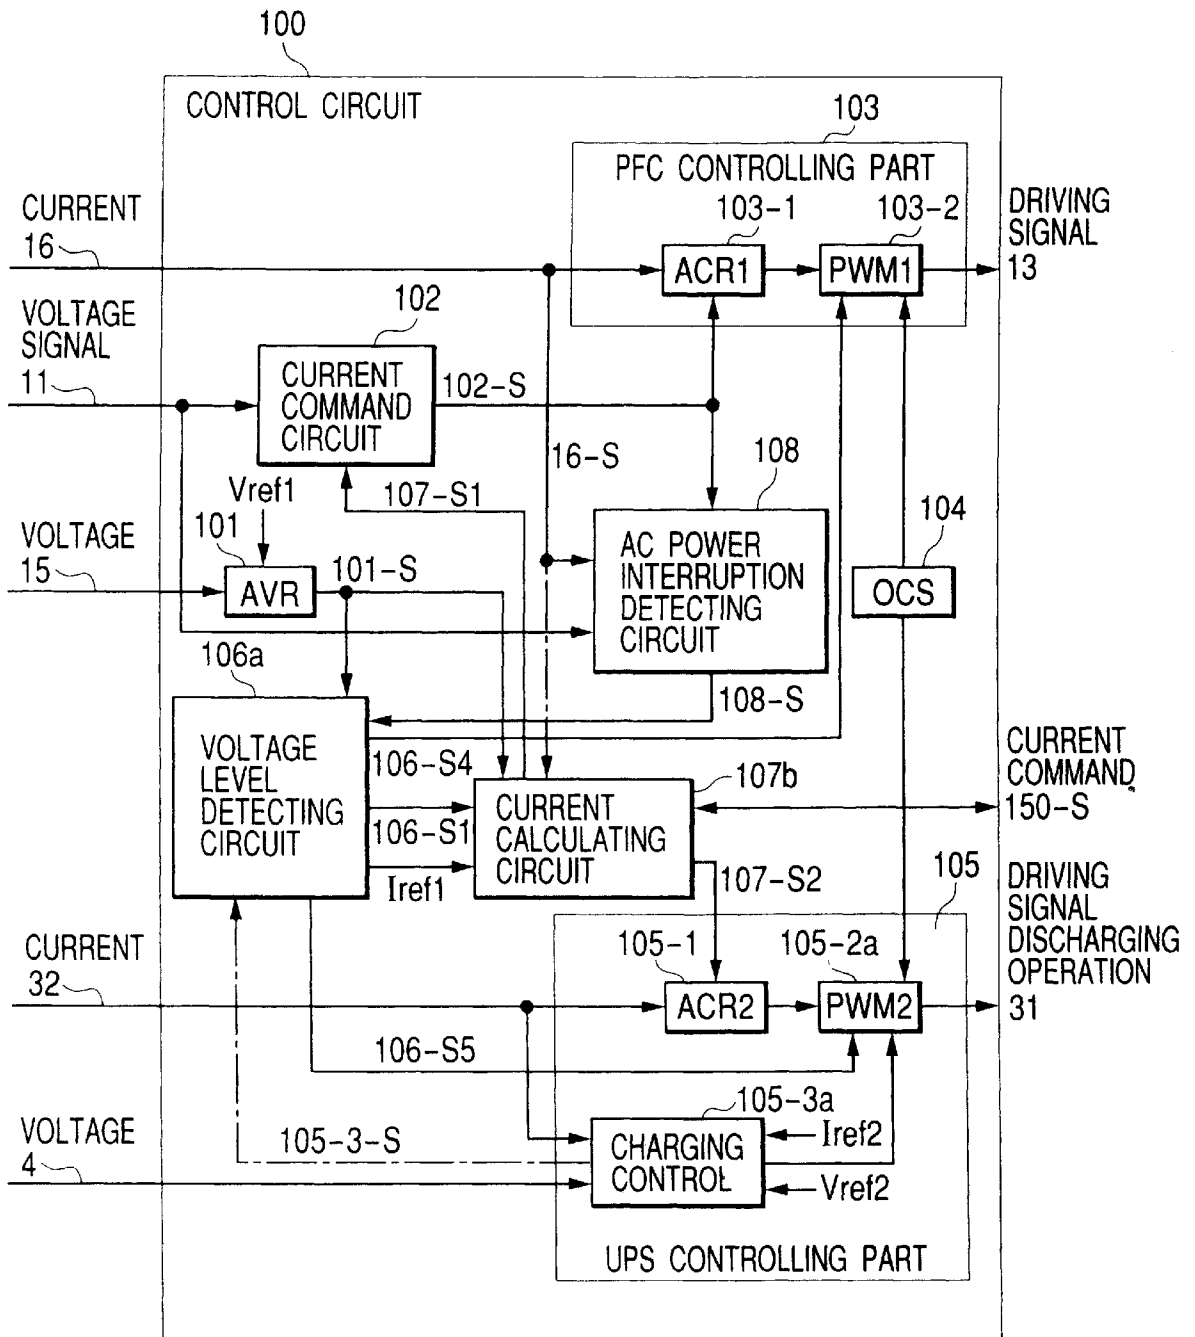 100
CONTROL CIRCUIT
103
PFC CONTROLLING PART
CURRENT
16
103-1
103-2
DRIVING
SIGNAL
13
ACR1
PWM1
VOLTAGE
SIGNAL
11
102
CURRENT
COMMAND
CIRCUIT
102-S
16-S
108
Vref1
107-S1
104
VOLTAGE
15
101
AVR
101-S
AC POWER
INTERRUPTION
DETECTING
CIRCUIT
OCS
106a
108-S
VOLTAGE
LEVEL
DETECTING
CIRCUIT
106-S4
106-S1
Iref1
CURRENT
CALCULATING
CIRCUIT
107b
CURRENT
COMMAND
150-S
107-S2
105
DRIVING
SIGNAL
DISCHARGING
OPERATION
31
CURRENT
32
105-1
105-2a
ACR2
PWM2
106-S5
105-3a
VOLTAGE
4
105-3-S
CHARGING
CONTROL
Iref2
Vref2
UPS CONTROLLING PART